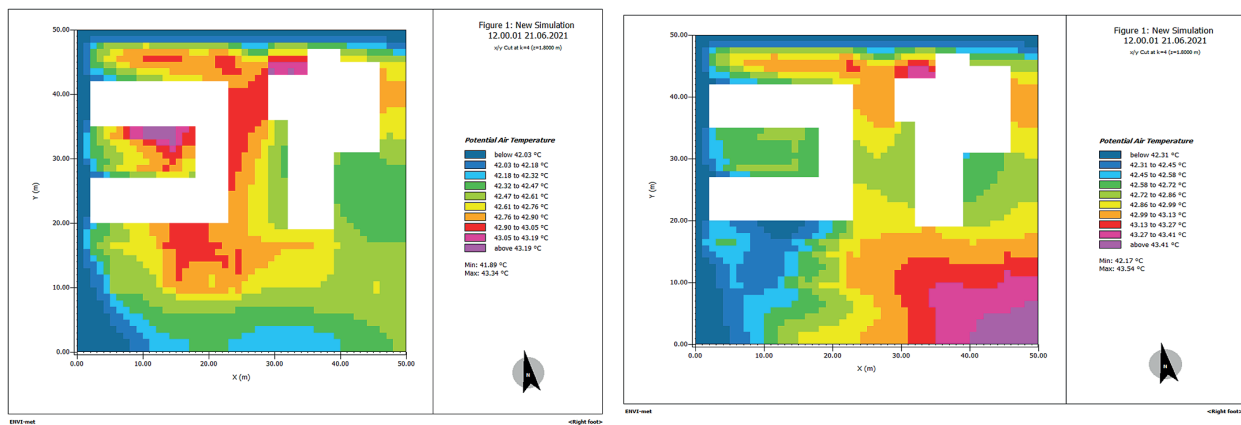 Figure 1: New Simulation
12.00.01 21.06.2021
x/y Cut at k=4 (z=1.8000 m)
50.00
40.00
30.00
20.00
10.00
0.00
Y (m)
0.00 10.00 20.00 30.00 40.00 50.00
X (m)
Potential Air Temperature
below 42.03 °C
42.03 to 42.18 °C
42.18 to 42.32 °C
42.32 to 42.47 °C
42.47 to 42.61 °C
42.61 to 42.76 °C
42.76 to 42.90 °C
42.90 to 43.05 °C
43.05 to 43.19 °C
above 43.19 °C
Min: 41.89 °C
Max: 43.34 °C
N
ENVI-met
<Right foot>
Figure 1: New Simulation
12.00.01 21.06.2021
x/y Cut at k=4 (z=1.8000 m)
50.00
40.00
30.00
20.00
10.00
0.00
Y (m)
0.00 10.00 20.00 30.00 40.00 50.00
X (m)
Potential Air Temperature
below 42.31 °C
42.31 to 42.45 °C
42.45 to 42.58 °C
42.58 to 42.72 °C
42.72 to 42.86 °C
42.86 to 42.99 °C
42.99 to 43.13 °C
43.13 to 43.27 °C
43.27 to 43.41 °C
above 43.41 °C
Min: 42.17 °C
Max: 43.54 °C
N
ENVI-met
<Right foot>